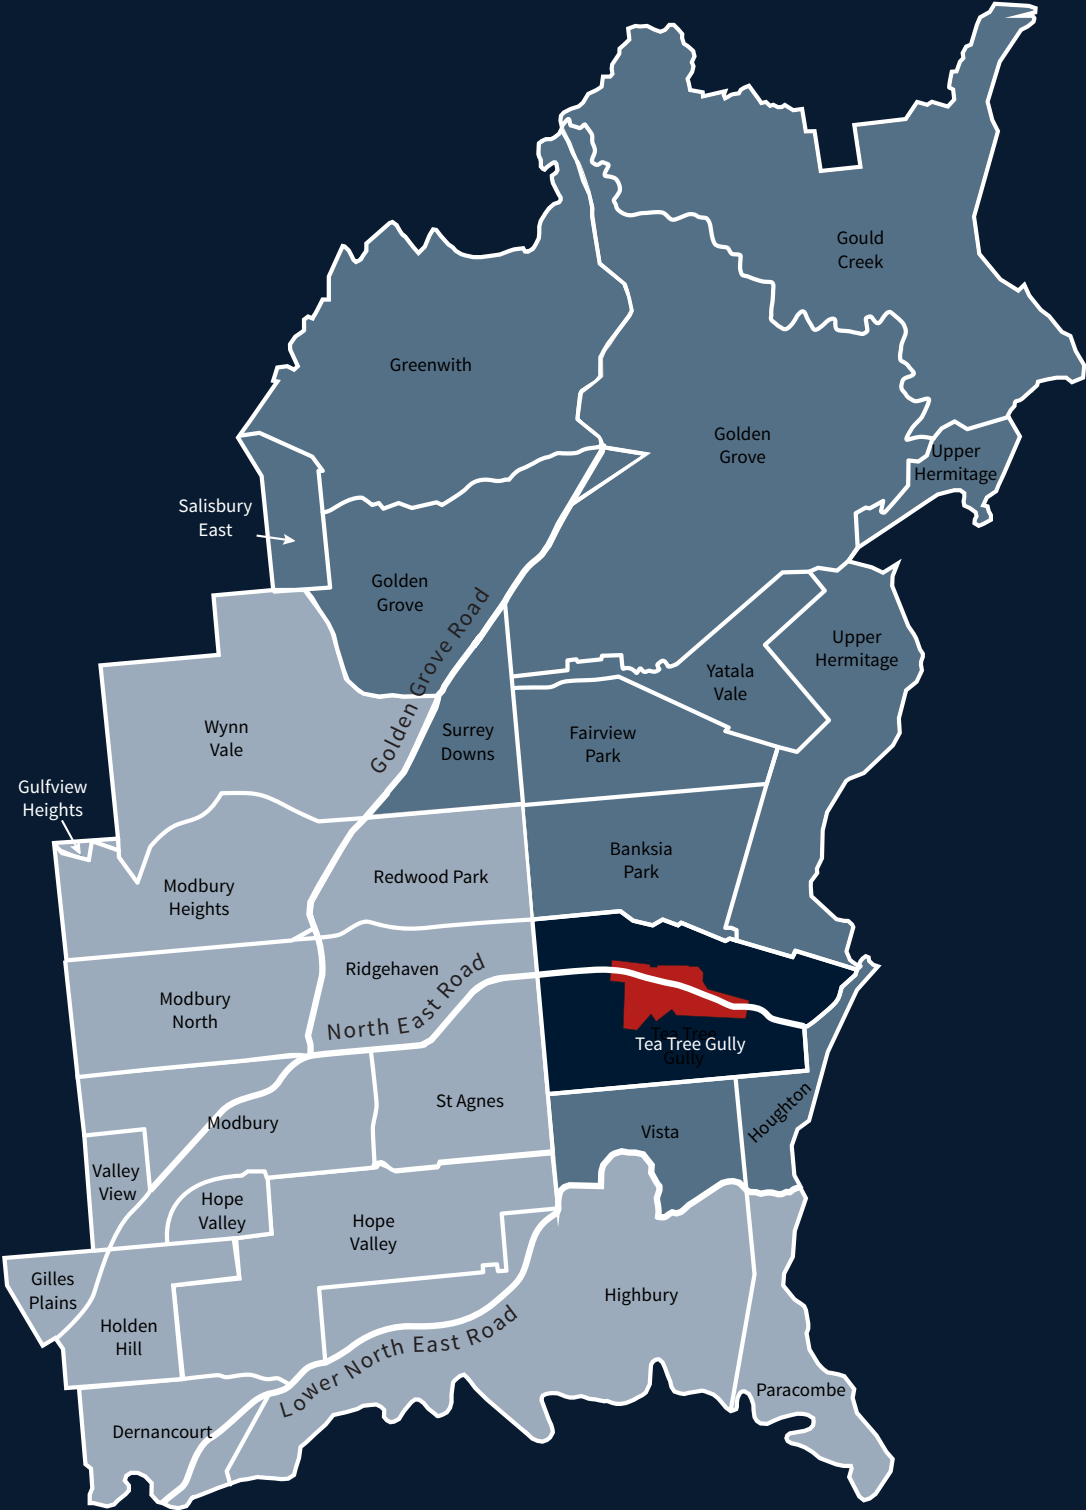 Gould
Creek
Greenwith
Golden
Grove
Upper
Hermitage
Salisbury
East
Golden
Grove
Golden Grove Road
Upper
Hermitage
Yatala
Vale
Wynn
Vale
Surrey
Downs
Fairview
Park
Gulfview
Heights
Banksia
Park
Modbury
Heights
Redwood Park
Ridgehaven
North East Road
Modbury
North
Tea Tree
Gully
Tea Tree Gully
St Agnes
Houghton
Modbury
Vista
Valley
View
Hope
Valley
Hope
Valley
Gilles
Plains
Highbury
Holden
Hill
Lower North East Road
Paracombe
Dernancourt